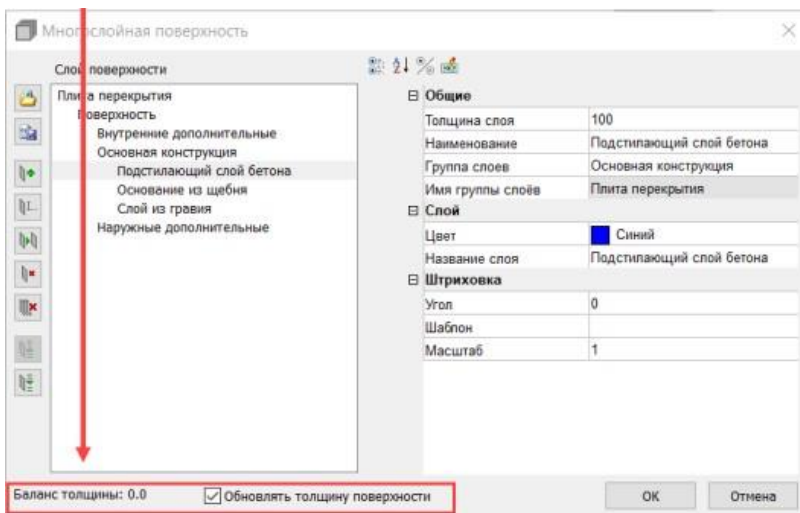 Многослойная поверхность
Слой поверхности
Плита перекрытия
Поверхность
Внутренние дополнительные
Основная конструкция
Подстилающий слой бетона
Основание из щебня
Слой из гравия
Наружные дополнительные
Общие
Толщина слоя 100
Наименование Подстилающий слой бетона
Группа слоев Основная конструкция
Имя группы слоёв Плита перекрытия
Слой
Цвет Синий
Название слоя Подстилающий слой бетона
Штриховка
Угол 0
Шаблон
Масштаб 1
Баланс толщины: 0.0 Обновлять толщину поверхности
ОК Отмена